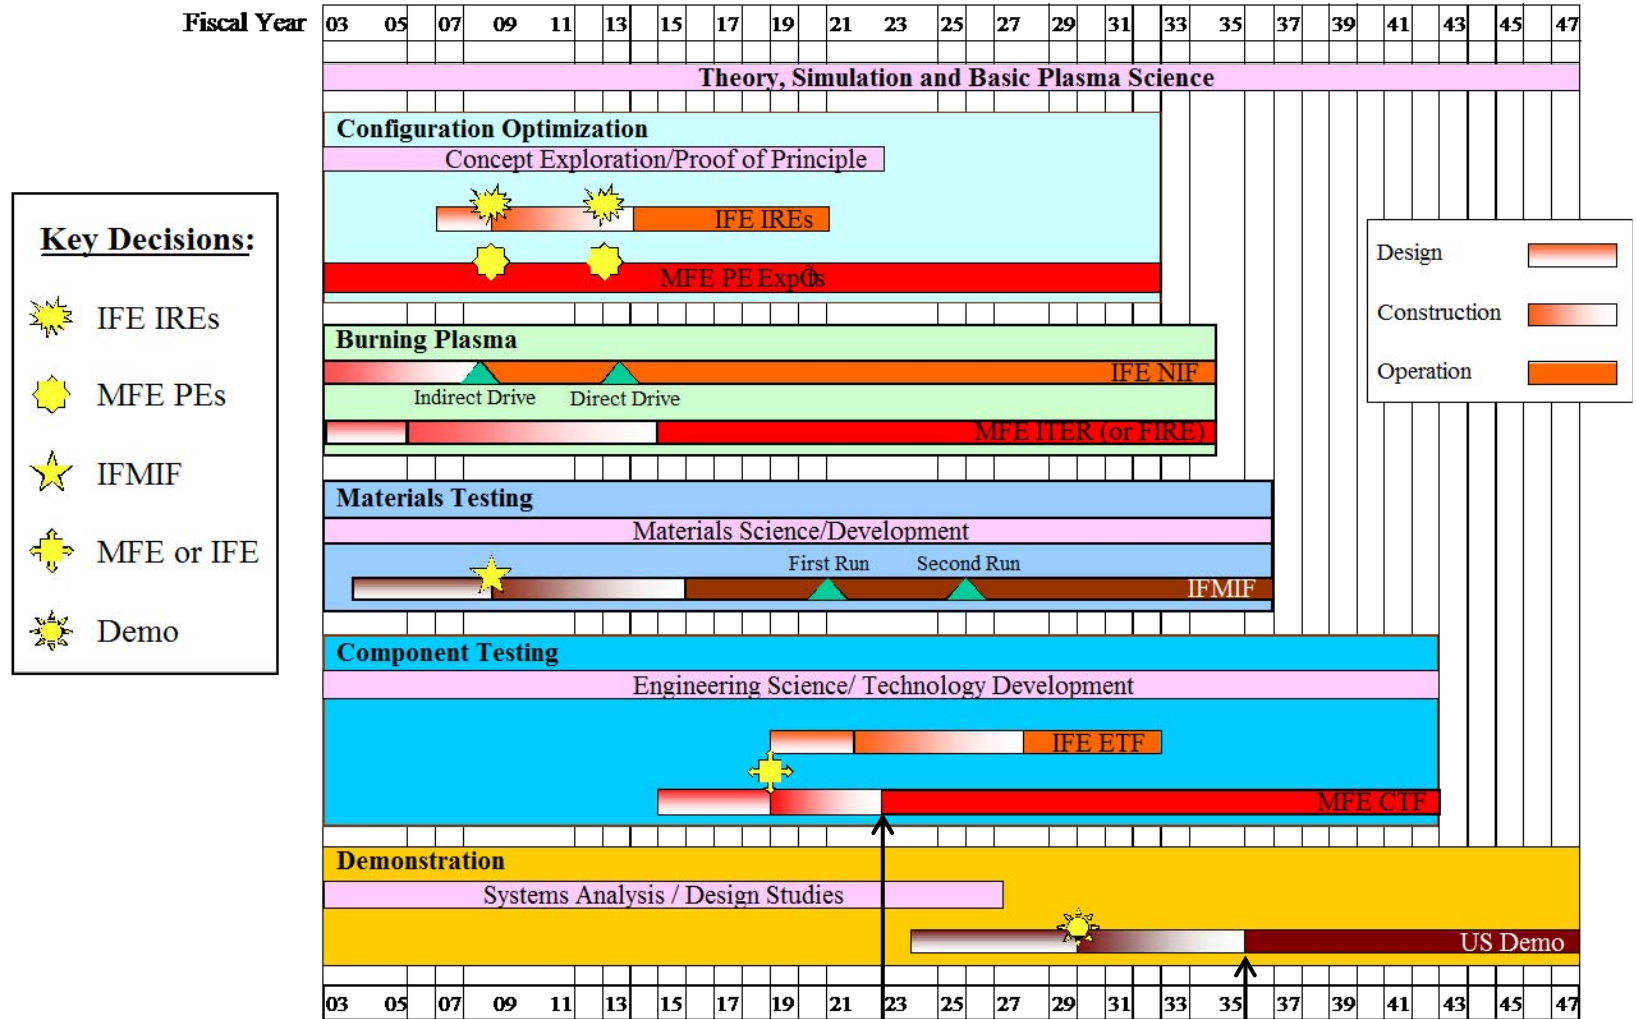 Fiscal Year 03 05 07 09 11 13 15 17 19 21 23 25 27 29 31 33 35 37 39 41 43 45 47
Theory, Simulation and Basic Plasma Science
Configuration Optimization
Concept Exploration/Proof of Principle
IFE IREs
MFE PE
Burning Plasma
IFE NIF
Indirect Drive Direct Drive
MFE ITER (or FIRE)
Materials Testing
Materials Science/Development
First Run Second Run
IFMIF
Component Testing
Engineering Science/ Technology Development
IFE ETF
MFE CTF
Demonstration
Systems Analysis / Design Studies
US Demo
03 05 07 09 11 13 15 17 19 21 23 25 27 29 31 33 35 37 39 41 43 45 47
Key Decisions:
IFE IREs
MFE PEs
IFMIF
MFE or IFE
Demo
Design
Construction
Operation